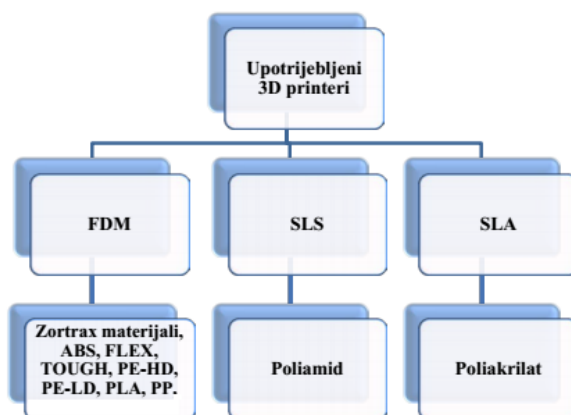 Upotrijebljeni
3D printeri
FDM
SLS
SLA
Zortrax materijali,
ABS, FLEX,
TOUGH, PE-HD,
PE-LD, PLA, PP.
Poliamid
Poliakrilat